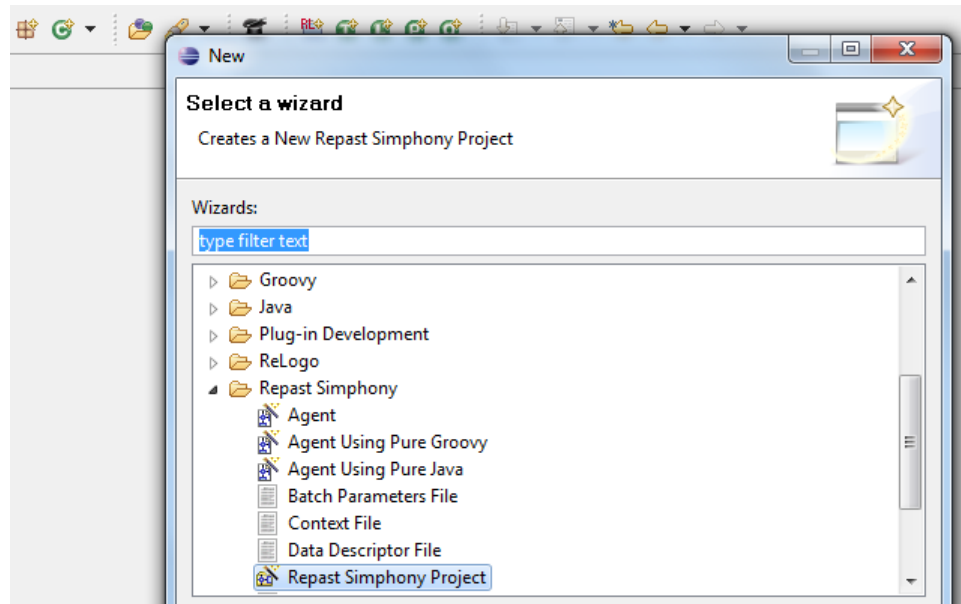 New
Select a wizard
Creates a New Repast Simphony Project
Wizards:
type filter text
Groovy
Java
Plug-in Development
ReLogo
Repast Simphony
Agent
Agent Using Pure Groovy
Agent Using Pure Java
Batch Parameters File
Context File
Data Descriptor File
Repast Simphony Project